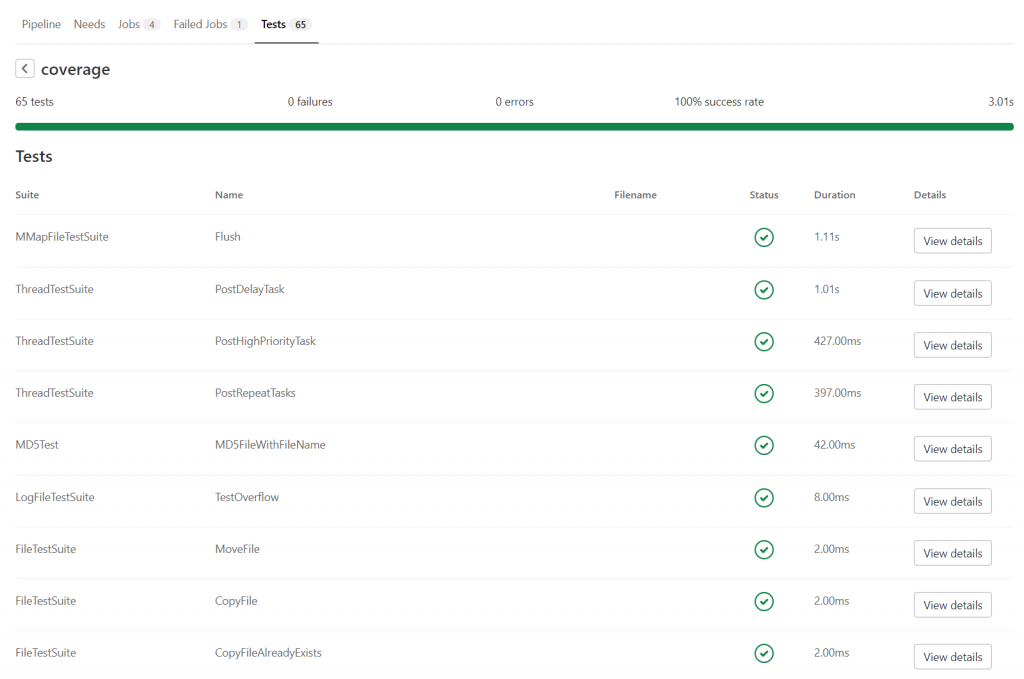 Pipeline Needs Jobs 4 Failed Jobs 1 Tests 65
coverage
65 tests 0 failures 0 errors 100% success rate 3.01s
Tests
Suite Name Filename Status Duration Details
MMapFileTestSuite Flush 1.11s View details
ThreadTestSuite PostDelayTask 1.01s View details
ThreadTestSuite PostHighPriorityTask 427.00ms View details
ThreadTestSuite PostRepeatTasks 397.00ms View details
MD5Test MD5FileWithFileName 42.00ms View details
LogFileTestSuite TestOverflow 8.00ms View details
FileTestSuite MoveFile 2.00ms View details
FileTestSuite CopyFile 2.00ms View details
FileTestSuite CopyFileAlreadyExists 2.00ms View details